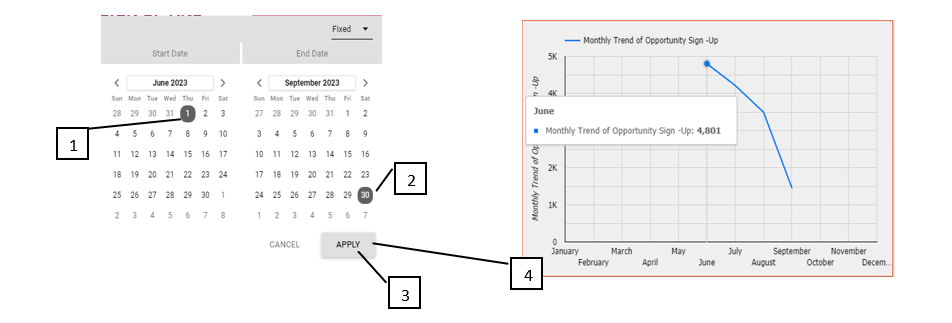 Fixed
Start Date End Date
June 2023 September 2023
Sun Mon Tue Wed Thu Fri Sat Sun Mon Tue Wed Thu Fri Sat
28 29 30 31 1 2 3 27 28 29 30 31 1 2
4 5 6 7 8 9 10 3 4 5 6 7 8 9
11 12 13 14 15 16 17 10 11 12 13 14 15 16
18 19 20 21 22 23 24 17 18 19 20 21 22 23
25 26 27 28 29 30 1 24 25 26 27 28 29 30
2 3 4 5 6 7 8 1 2 3 4 5 6 7
CANCEL APPLY
1
2
3
4
Monthly Trend of Opportunity Sign -Up
5K
June
Monthly Trend of Opportunity Sign -Up: 4,801
2K
1K
0
Monthly Trend of Op
-Up
January March May July September November
February April June August October Decem...